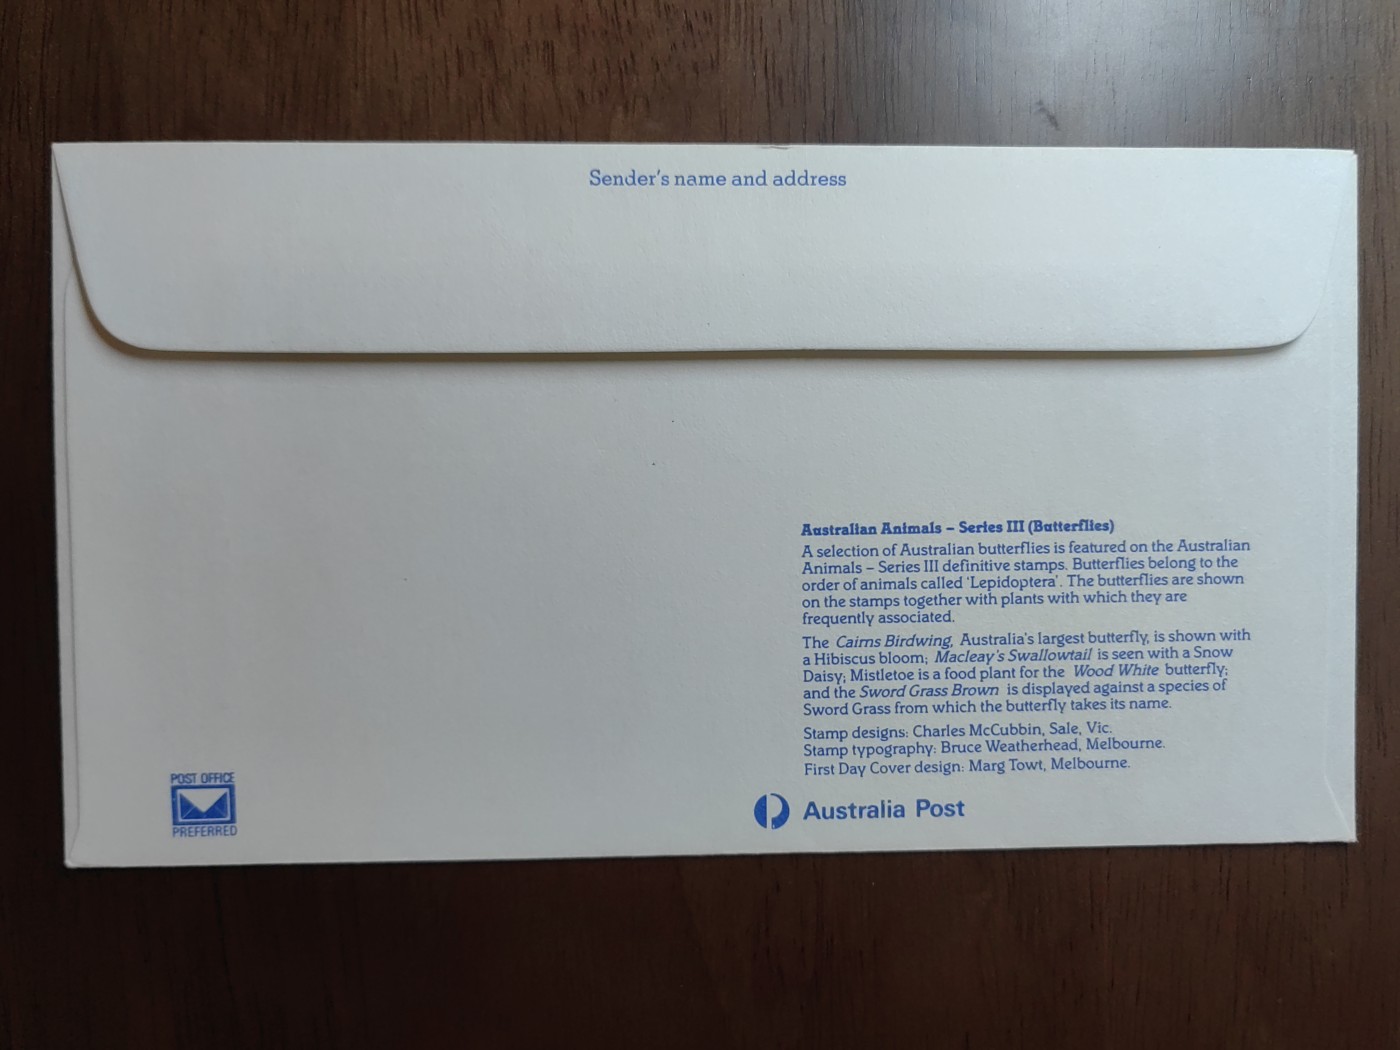 Sender's name and address
Australian Animals – Series III (Butterflies)
A selection of Australian butterflies is featured on the Australian
Animals – Series III definitive stamps. Butterflies belong to the
order of animals called 'Lepidoptera'. The butterflies are shown
on the stamps together with plants with which they are
frequently associated.
The Cairns Birdwing, Australia's largest butterfly, is shown with
a Hibiscus bloom; Macleay's Swallowtail is seen with a Snow
Daisy; Mistletoe is a food plant for the Wood White butterfly;
and the Sword Grass Brown is displayed against a species of
Sword Grass from which the butterfly takes its name.
Stamp designs: Charles McCubbin, Sale, Vic.
Stamp typography: Bruce Weatherhead, Melbourne.
First Day Cover design: Marg Towt, Melbourne.
POST OFFICE
PREFERRED
Australia Post